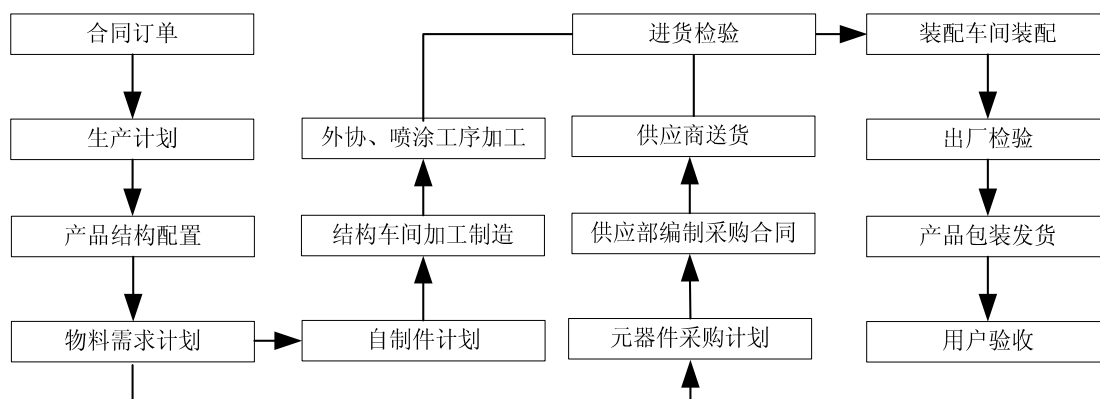 合同订单
生产计划
产品结构配置
物料需求计划
自制件计划
结构车间加工制造
外协、喷涂工序加工
元器件采购计划
供应部编制采购合同
供应商送货
进货检验
装配车间装配
出厂检验
产品包装发货
用户验收